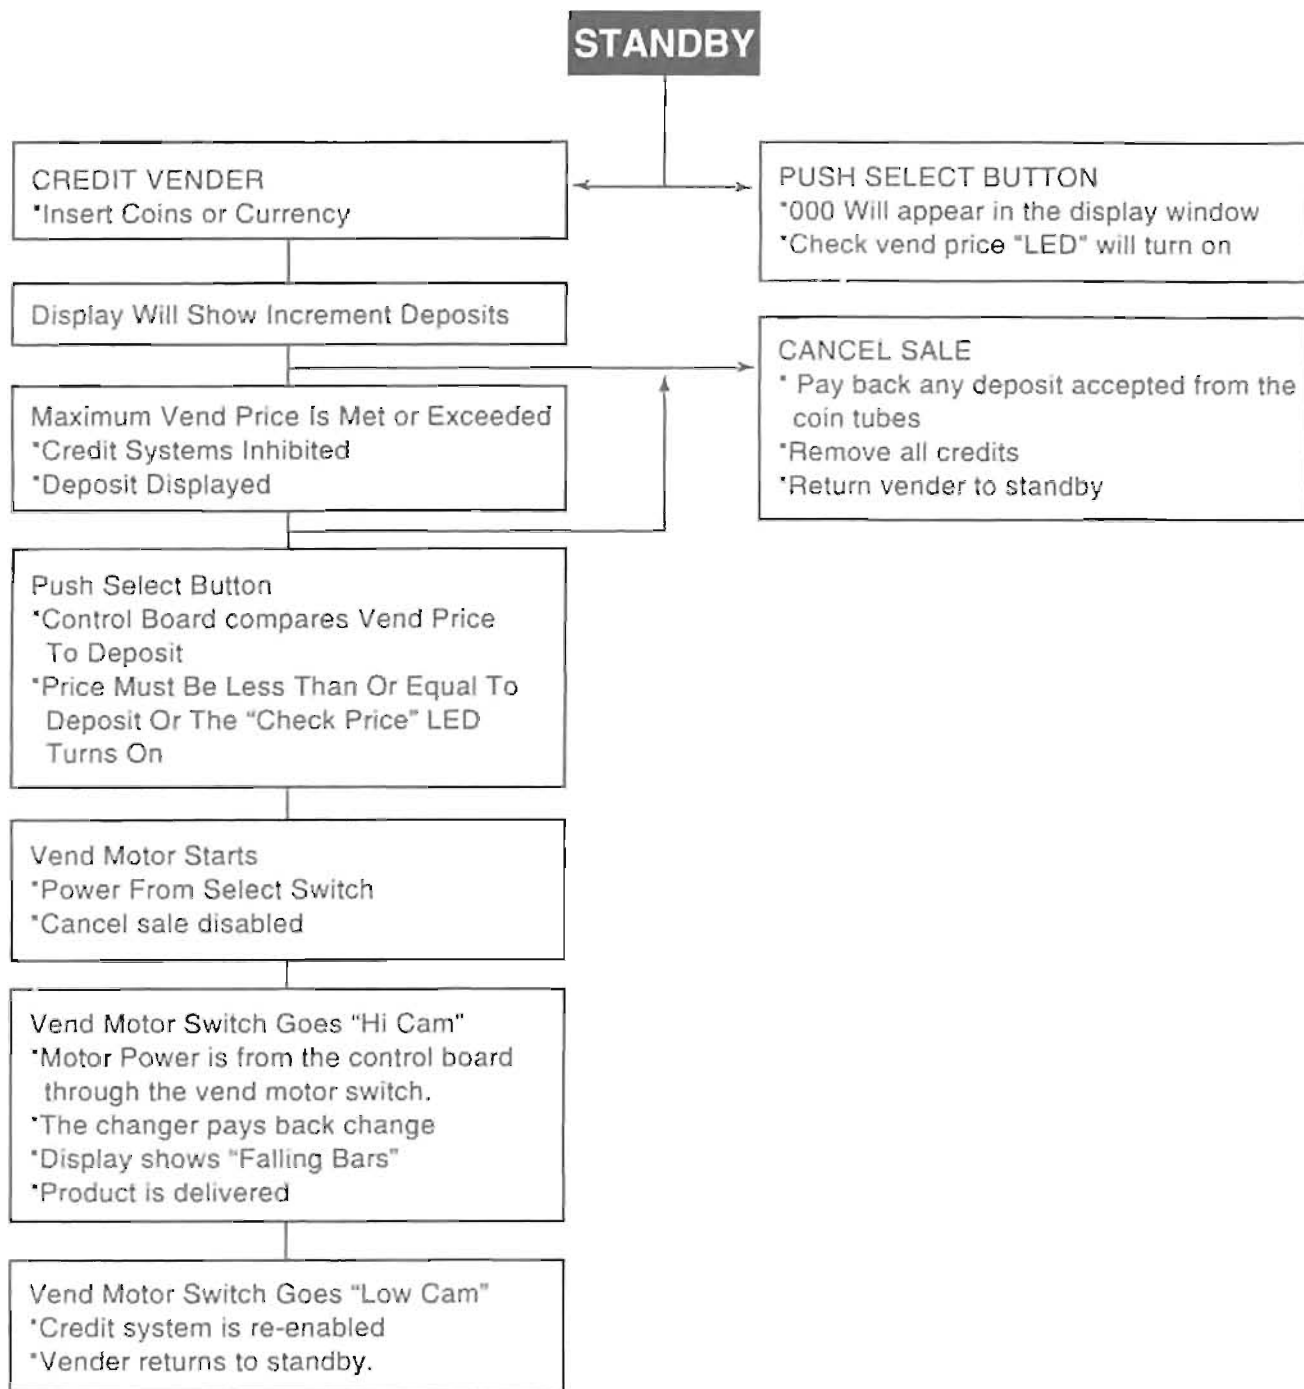 STANDBY
CREDIT VENDER
*Insert Coins or Currency
PUSH SELECT BUTTON
*000 Will appear in the display window
*Check vend price "LED" will turn on
Display Will Show Increment Deposits
CANCEL SALE
* Pay back any deposit accepted from the
coin tubes
*Remove all credits
*Return vender to standby
Maximum Vend Price Is Met or Exceeded
*Credit Systems Inhibited
*Deposit Displayed
Push Select Button
*Control Board compares Vend Price
To Deposit
*Price Must Be Less Than Or Equal To
Deposit Or The "Check Price" LED
Turns On
Vend Motor Starts
*Power From Select Switch
*Cancel sale disabled
Vend Motor Switch Goes "Hi Cam"
*Motor Power is from the control board
through the vend motor switch.
*The changer pays back change
*Display shows "Falling Bars"
*Product is delivered
Vend Motor Switch Goes "Low Cam"
*Credit system is re-enabled
*Vender returns to standby.